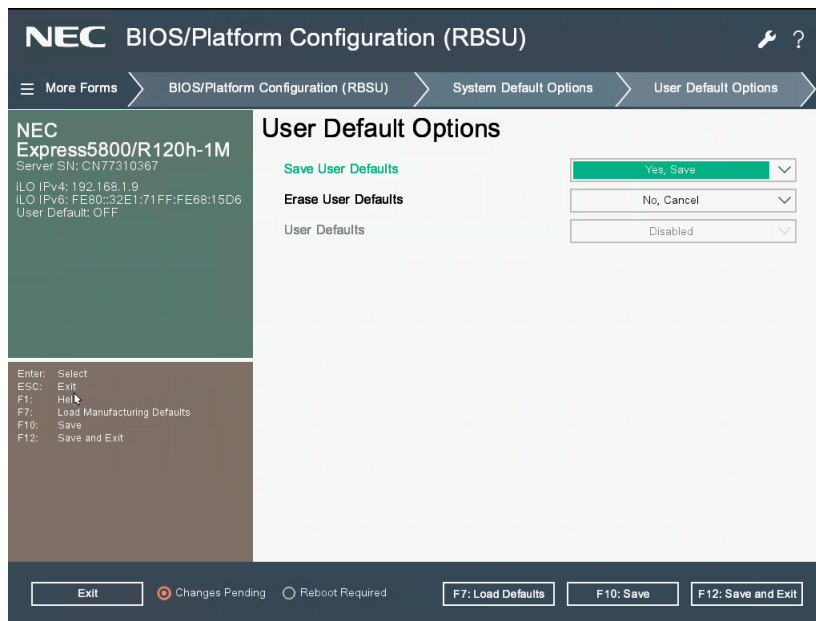 NEC BIOS/Platform Configuration (RBSU) ?
More Forms BIOS/Platform Configuration (RBSU) System Default Options User Default Options
NEC
Express5800/R120h-1M
Server SN: CN77310367
iLO IPv4: 192.168.1.9
iLO IPv6: FE80::32E1:71FF:FE68:15D6
User Default: OFF
User Default Options
Save User Defaults Yes, Save
Erase User Defaults No, Cancel
User Defaults Disabled
Enter: Select
ESC: Exit
F1: Help
F7: Load Manufacturing Defaults
F10: Save
F12: Save and Exit
Exit Changes Pending Reboot Required F7: Load Defaults F10: Save F12: Save and Exit